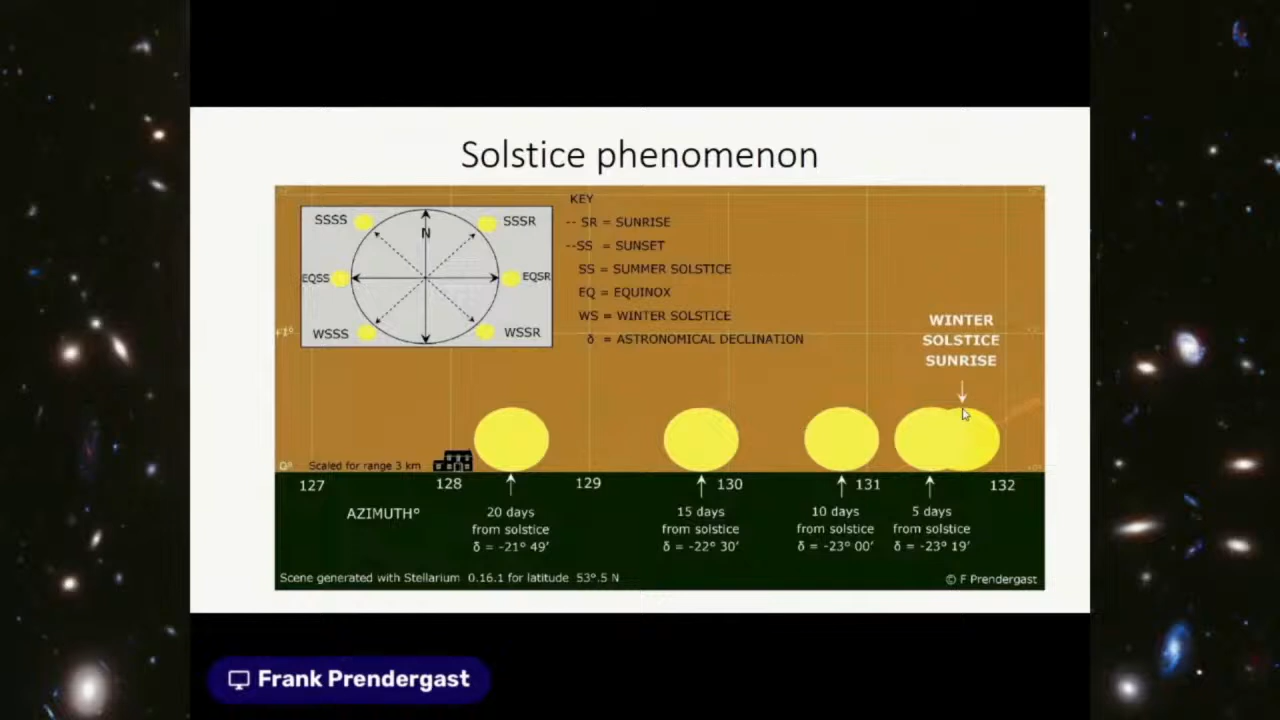 Solstice phenomenon
SSSS
SSSR
N
EQSS
EQSR
WSSS
WSSR
KEY
-- SR = SUNRISE
--SS = SUNSET
SS = SUMMER SOLSTICE
EQ = EQUINOX
WS = WINTER SOLSTICE
δ = ASTRONOMICAL DECLINATION
+1°
WINTER
SOLSTICE
SUNRISE
0° Scaled for range 3 km
127 128 129 130 131 132
AZIMUTH°
20 days
from solstice
δ = -21° 49'
15 days
from solstice
δ = -22° 30'
10 days
from solstice
δ = -23° 00'
5 days
from solstice
δ = -23° 19'
Scene generated with Stellarium 0.16.1 for latitude 53°.5 N
© F Prendergast
Frank Prendergast